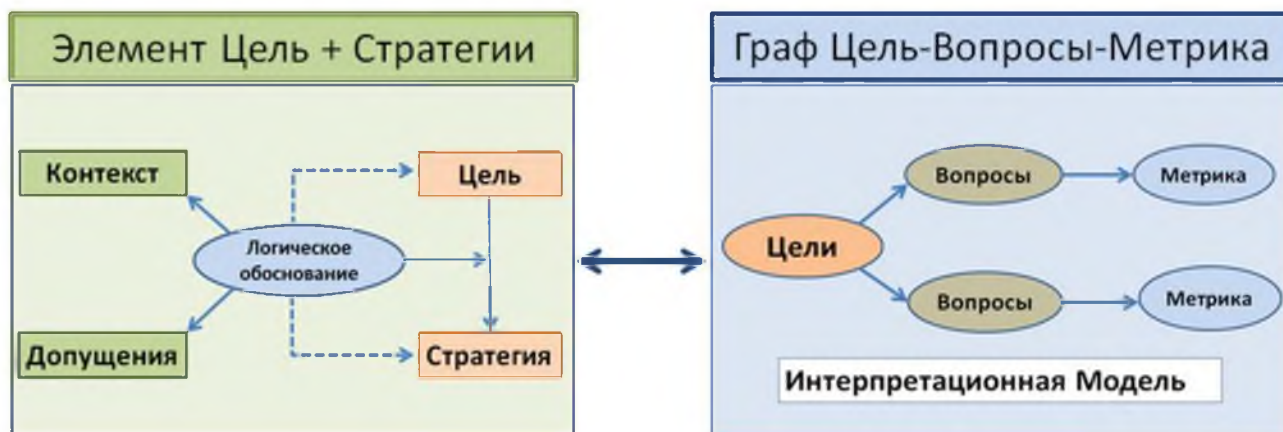 Элемент Цель + Стратегии
Контекст
Цель
Логическое
обоснование
Допущения
Стратегия
Граф Цель-Вопросы-Метрика
Вопросы
Метрика
Цели
Вопросы
Метрика
Интерпретационная Модель